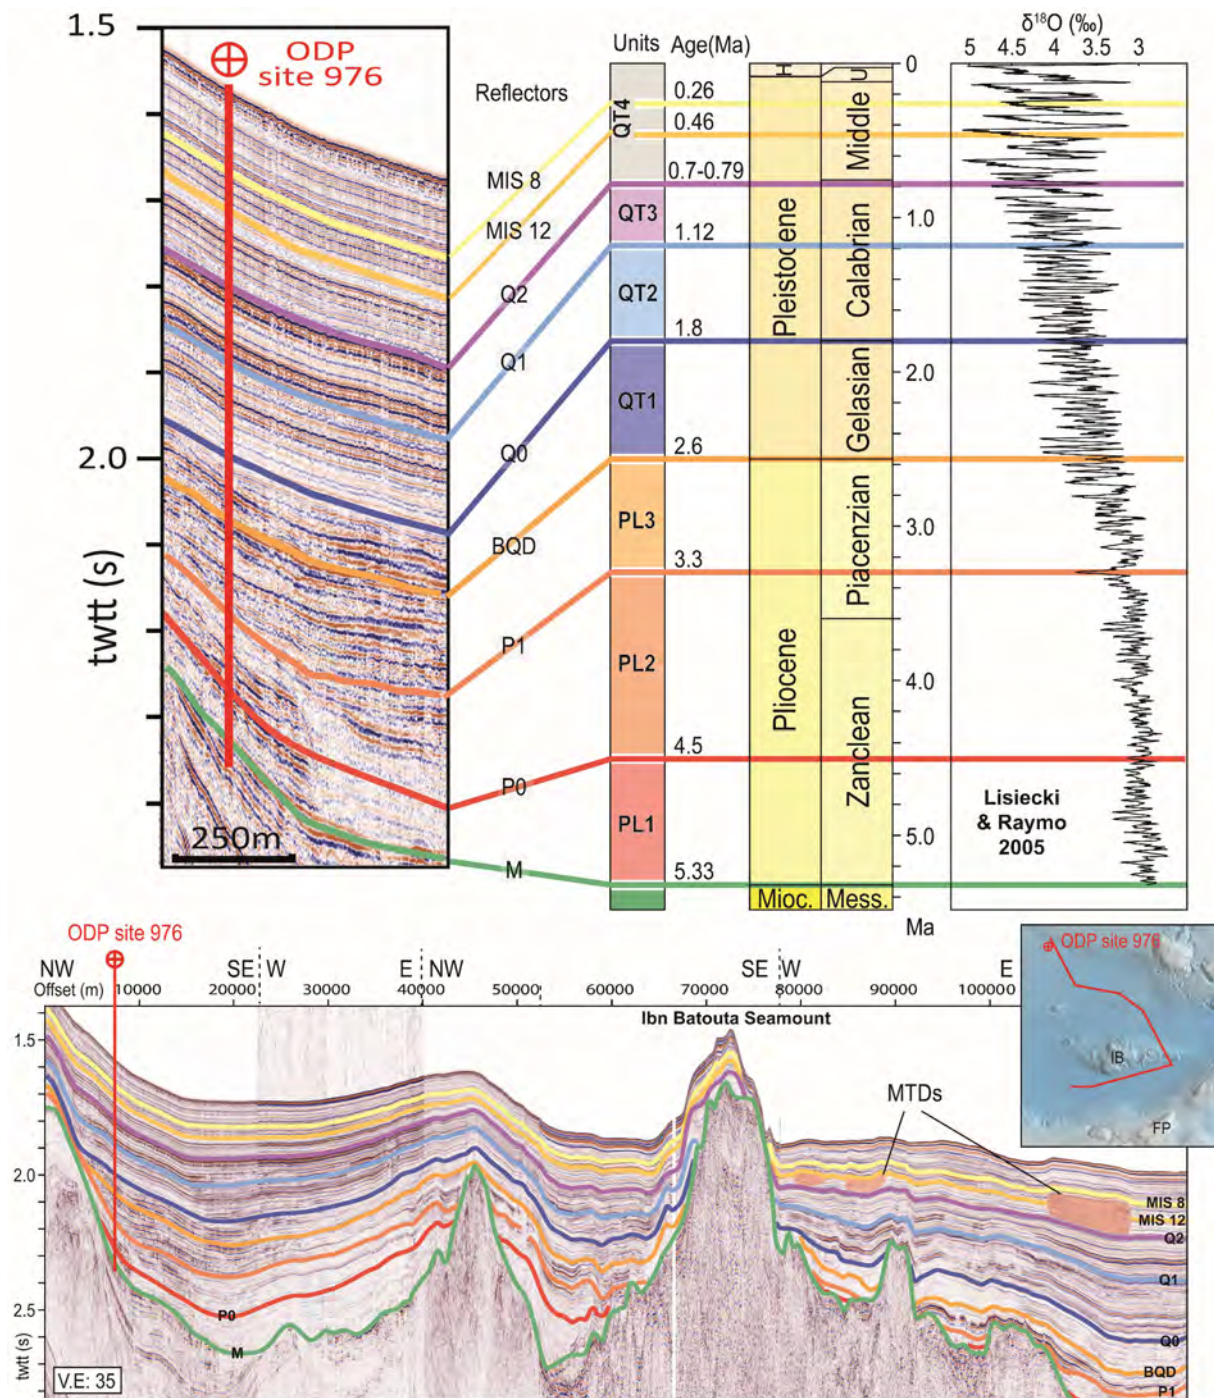 1.5
ODP
site 976
Reflectors
Units
Age(Ma)
δ¹⁸O (‰)
5 4.5 4 3.5 3
H
U
0
QT4
0.26
0.46
0.7-0.79
Middle
MIS 8
MIS 12
Q2
QT3
1.12
1.0
Pleistocene
Calabrian
QT2
Q1
1.8
2.0
2.0
QT1
Gelasian
Q0
2.6
twtt (s)
BQD
PL3
3.0
Piacenzian
3.3
P1
PL2
Pliocene
4.0
4.5
Zanclean
P0
Lisiecki
& Raymo
2005
PL1
5.0
250m
M
5.33
Mioc.
Mess.
Ma
ODP site 976
NW SE W E NW SE W E
Offset (m) 10000 20000 30000 40000 50000 60000 70000 80000 90000 100000
ODP site 976
IB
FP
Ibn Batouta Seamount
1.5
MTDs
2.0
MIS 8
MIS 12
Q2
Q1
2.5
P0
M
Q0
twtt (s)
BQD
P1
V.E: 35